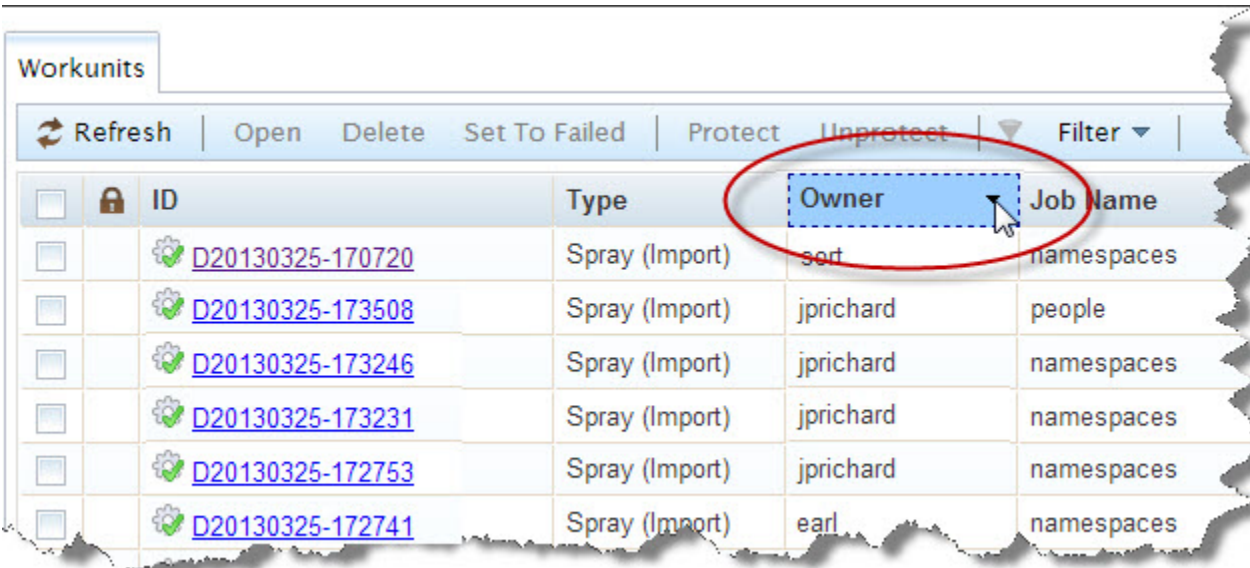 Workunits
Refresh Open Delete Set To Failed Protect Unprotect Filter
ID Type Owner Job Name
D20130325-170720 Spray (Import) sort namespaces
D20130325-173508 Spray (Import) jprichard people
D20130325-173246 Spray (Import) jprichard namespaces
D20130325-173231 Spray (Import) jprichard namespaces
D20130325-172753 Spray (Import) jprichard namespaces
D20130325-172741 Spray (Import) earl namespaces